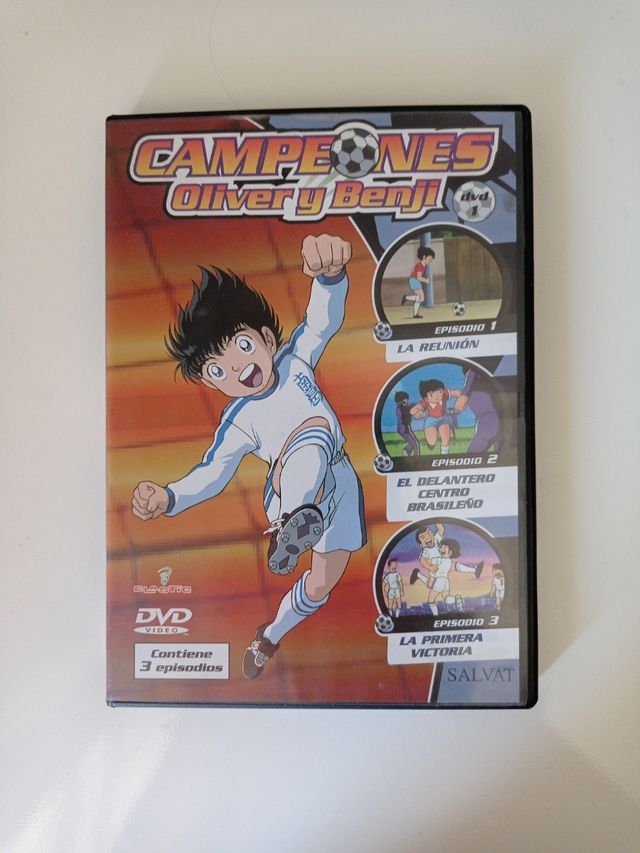 CAMPEONES
Oliver y Benji
dvd
1
EPISODIO 1
LA REUNIÓN
EPISODIO 2
EL DELANTERO
CENTRO
BRASILEÑO
EPISODIO 3
LA PRIMERA
VICTORIA
ELASTIC
DVD
VIDEO
Contiene
3 episodios
SALVAT